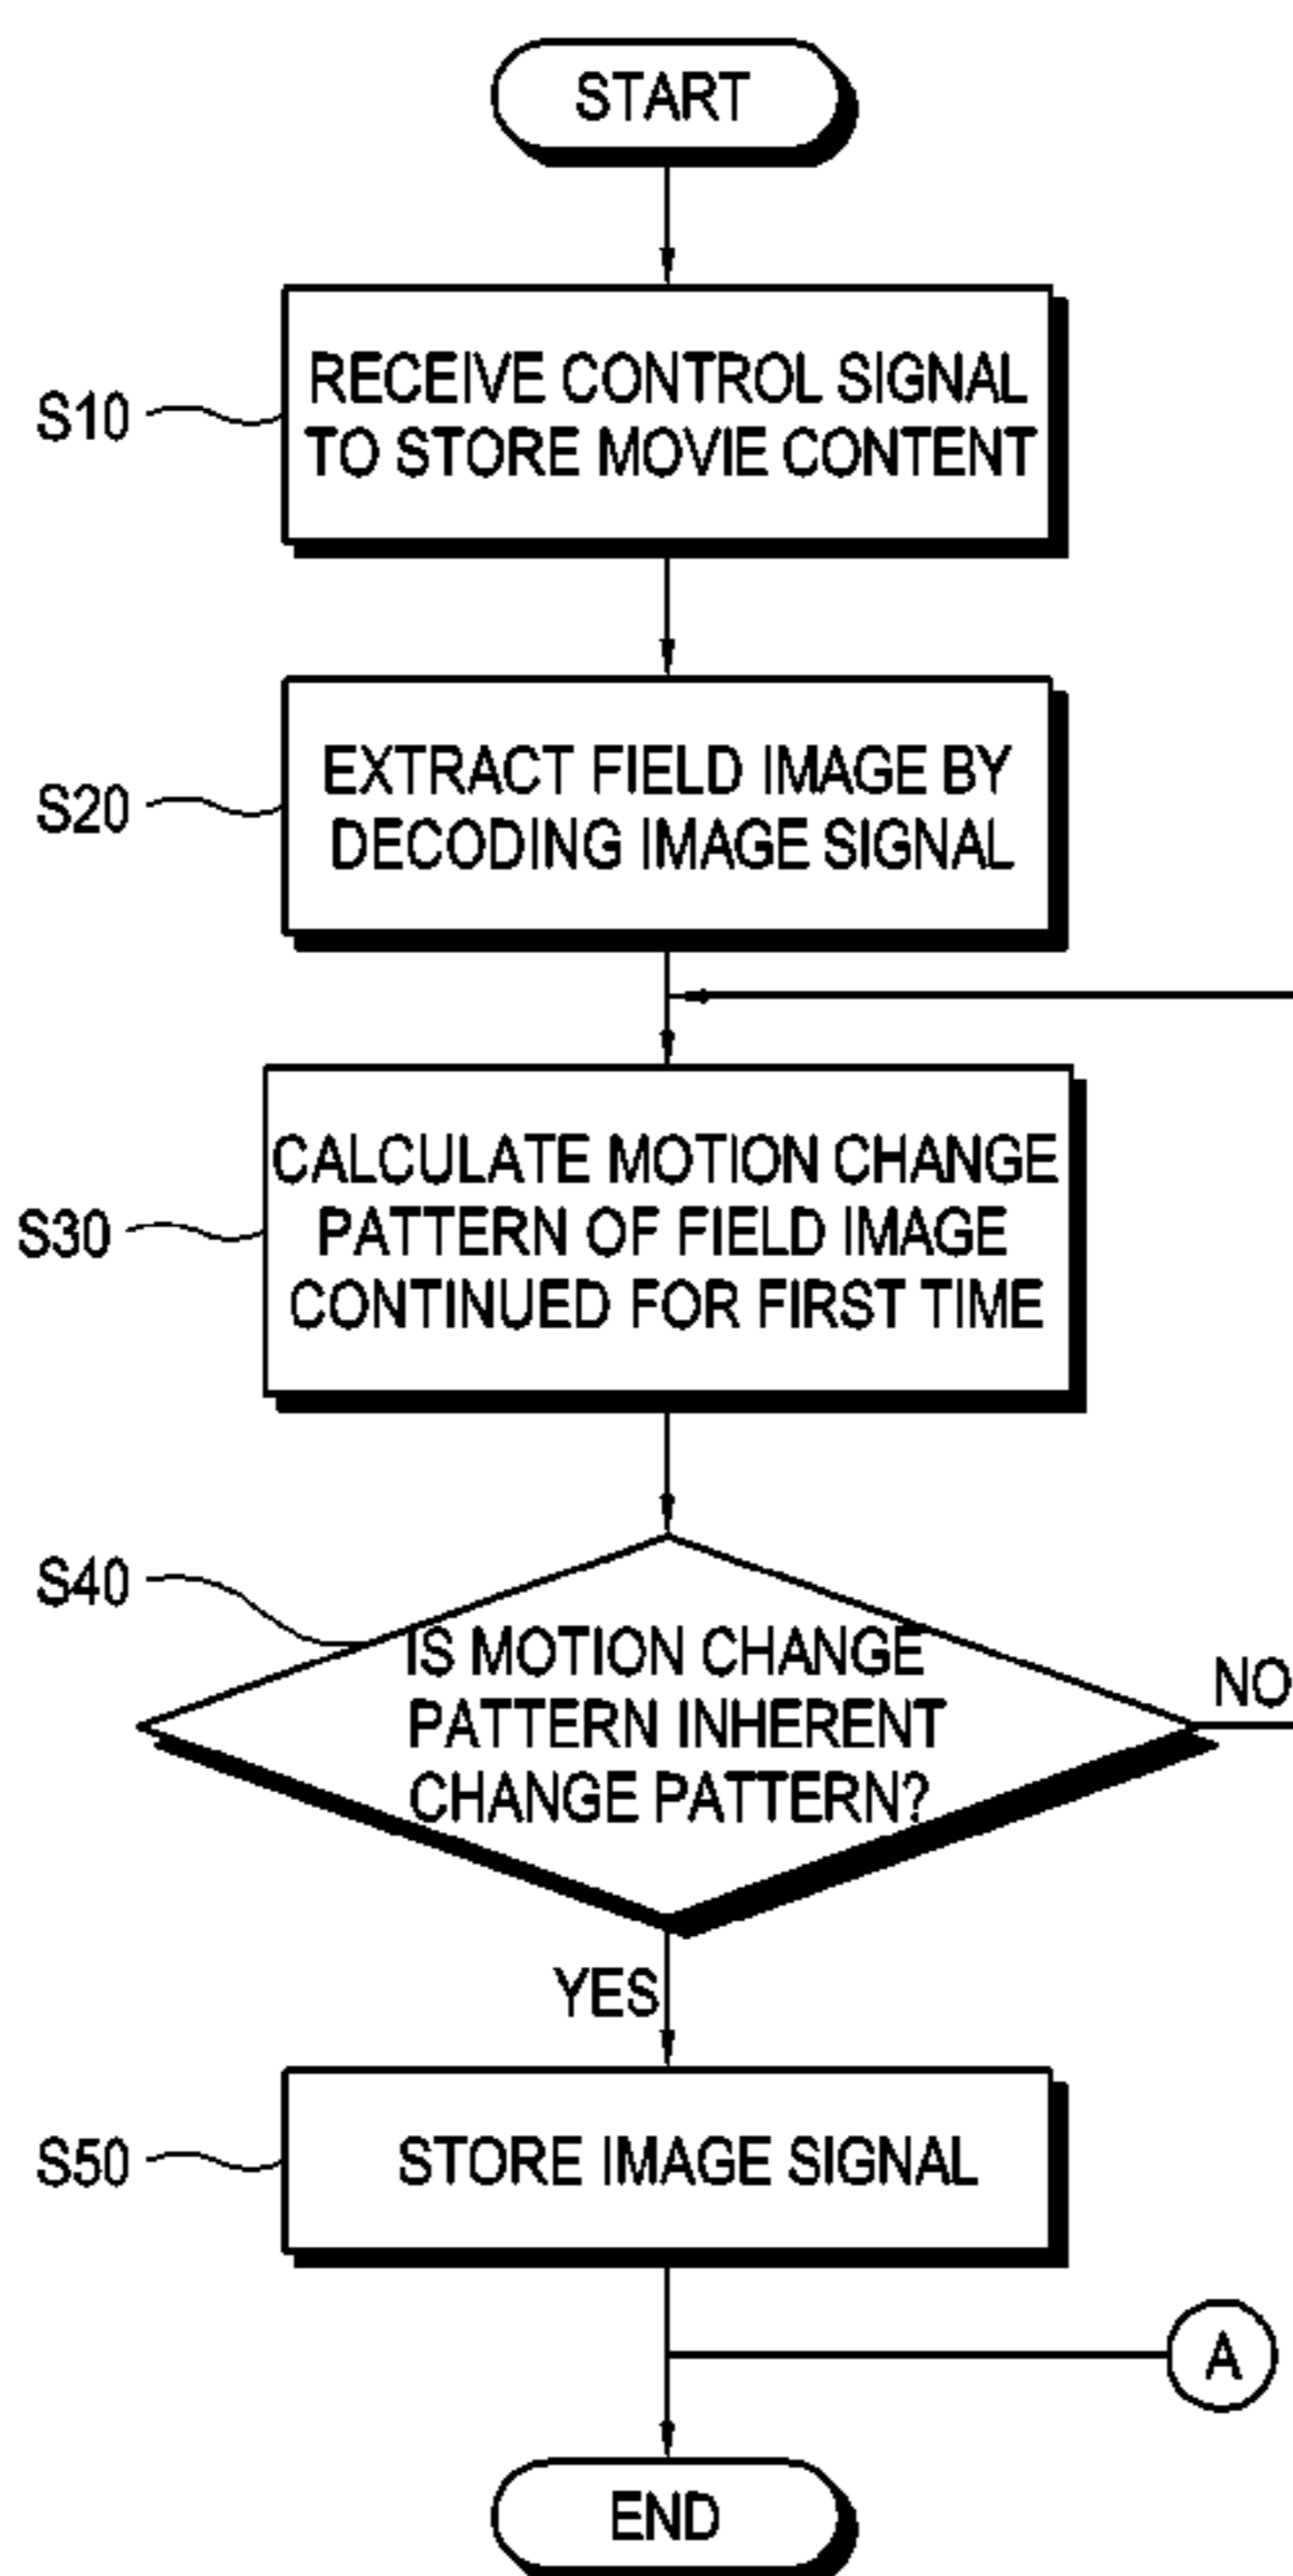 START
S10
RECEIVE CONTROL SIGNAL
TO STORE MOVIE CONTENT
S20
EXTRACT FIELD IMAGE BY
DECODING IMAGE SIGNAL
S30
CALCULATE MOTION CHANGE
PATTERN OF FIELD IMAGE
CONTINUED FOR FIRST TIME
S40
IS MOTION CHANGE
PATTERN INHERENT
CHANGE PATTERN?
NO
YES
S50
STORE IMAGE SIGNAL
A
END